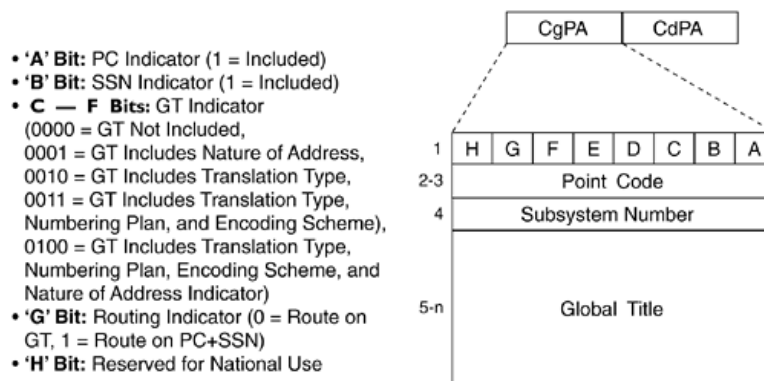 CgPA CdPA
• 'A' Bit: PC Indicator (1 = Included)
• 'B' Bit: SSN Indicator (1 = Included)
• C — F Bits: GT Indicator
(0000 = GT Not Included,
0001 = GT Includes Nature of Address,
0010 = GT Includes Translation Type,
0011 = GT Includes Translation Type,
Numbering Plan, and Encoding Scheme),
0100 = GT Includes Translation Type,
Numbering Plan, Encoding Scheme, and
Nature of Address Indicator)
• 'G' Bit: Routing Indicator (0 = Route on
GT, 1 = Route on PC+SSN)
• 'H' Bit: Reserved for National Use
1 H G F E D C B A
2-3 Point Code
4 Subsystem Number
5-n Global Title